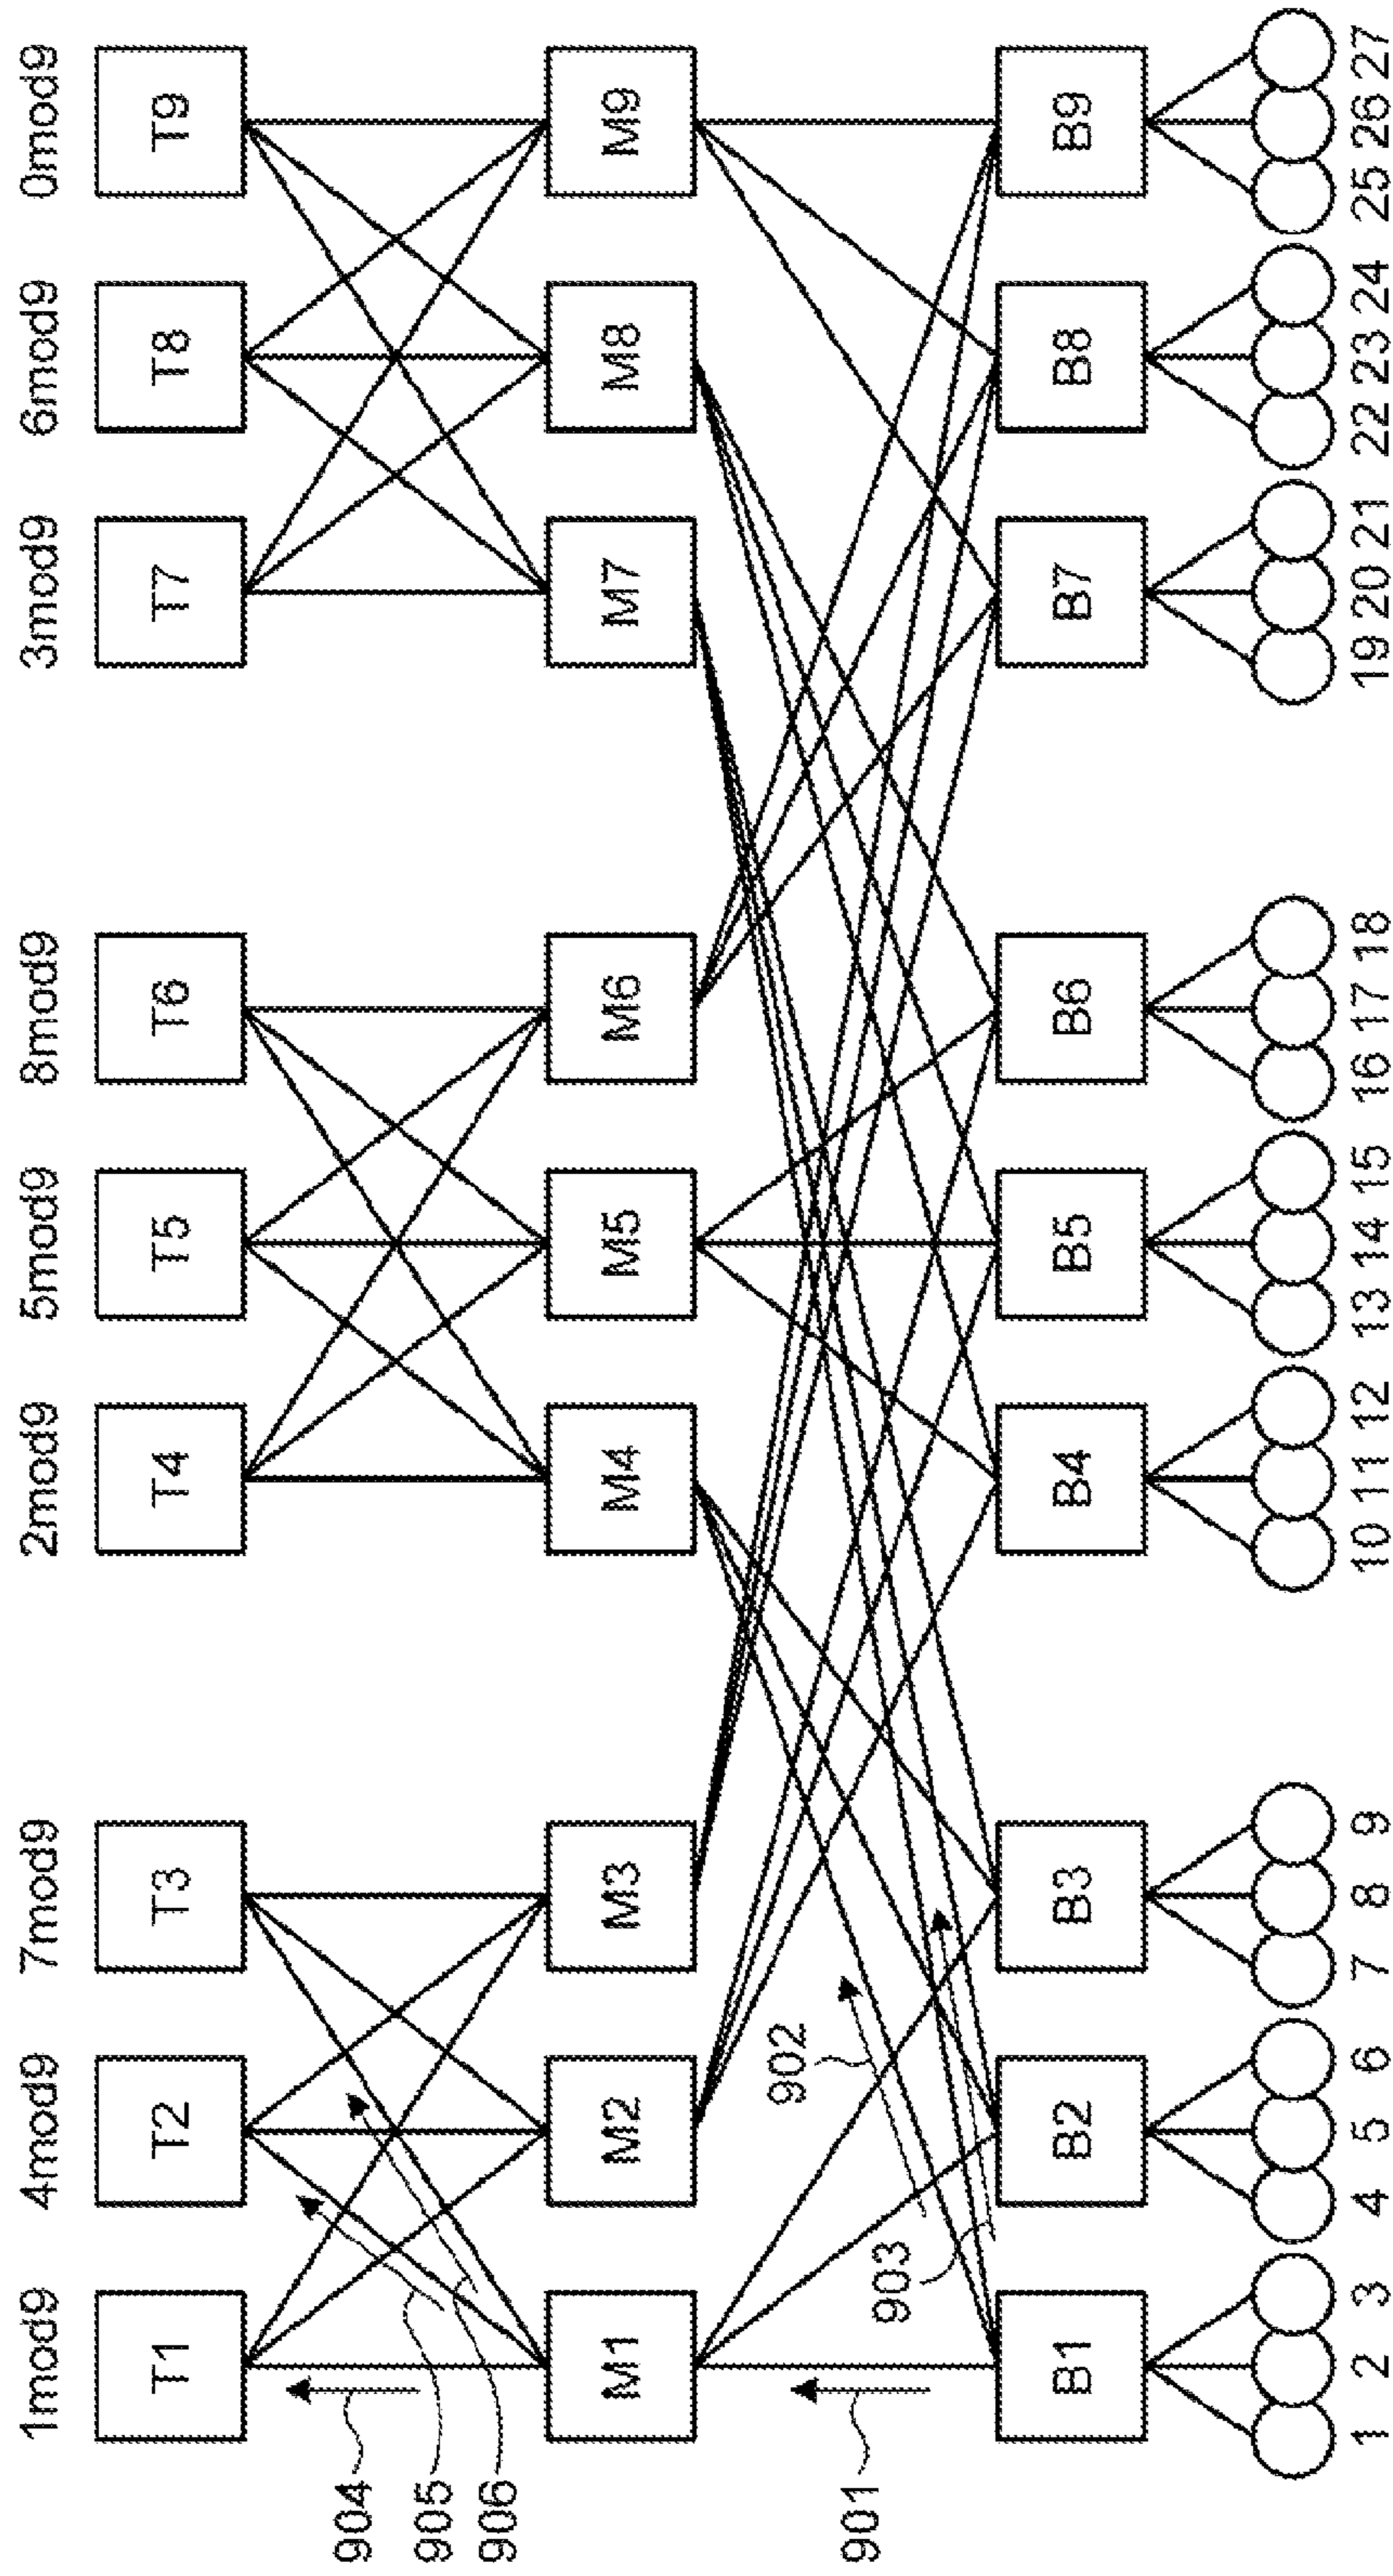 1mod9 4mod9 7mod9 2mod9 5mod9 8mod9 3mod9 6mod9 0mod9
T1 T2 T3 T4 T5 T6 T7 T8 T9
904
905
906
M1 M2 M3 M4 M5 M6 M7 M8 M9
902
901
903
B1 B2 B3 B4 B5 B6 B7 B8 B9
1 2 3 4 5 6 7 8 9 10 11 12 13 14 15 16 17 18 19 20 21 22 23 24 25 26 27